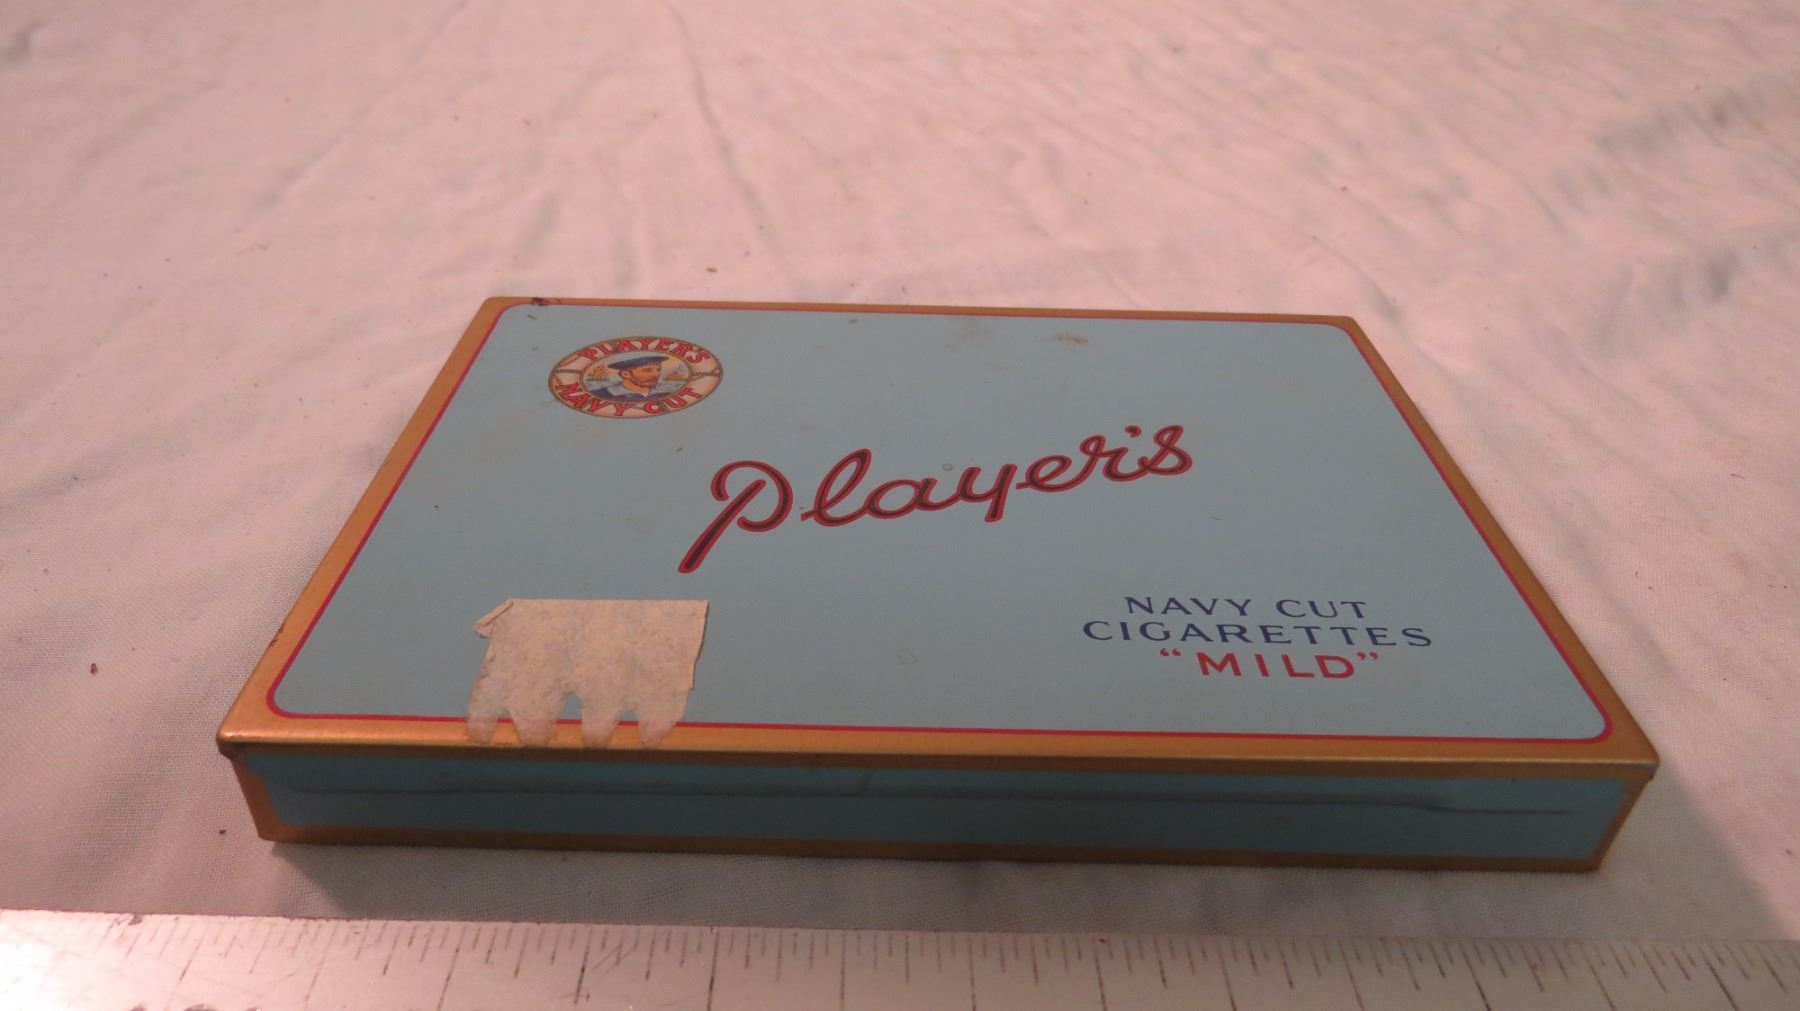 PLAYER'S
NAVY CUT
Player's
NAVY CUT
CIGARETTES
“MILD”